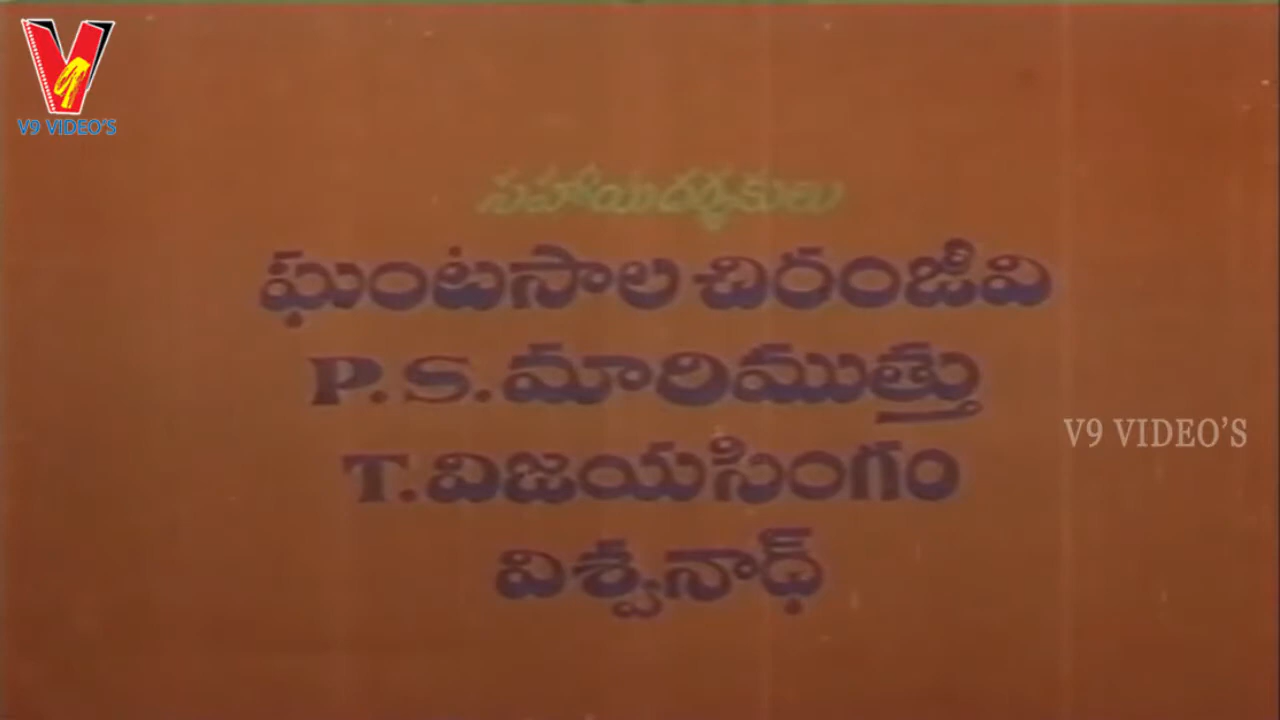 V9 VIDEO'S
సహాయదర్శకులు
ఘంటసాల చిరంజీవి
P.S. మారిముత్తు
T. విజయసింగం
విశ్వనాధ్
V9 VIDEO'S